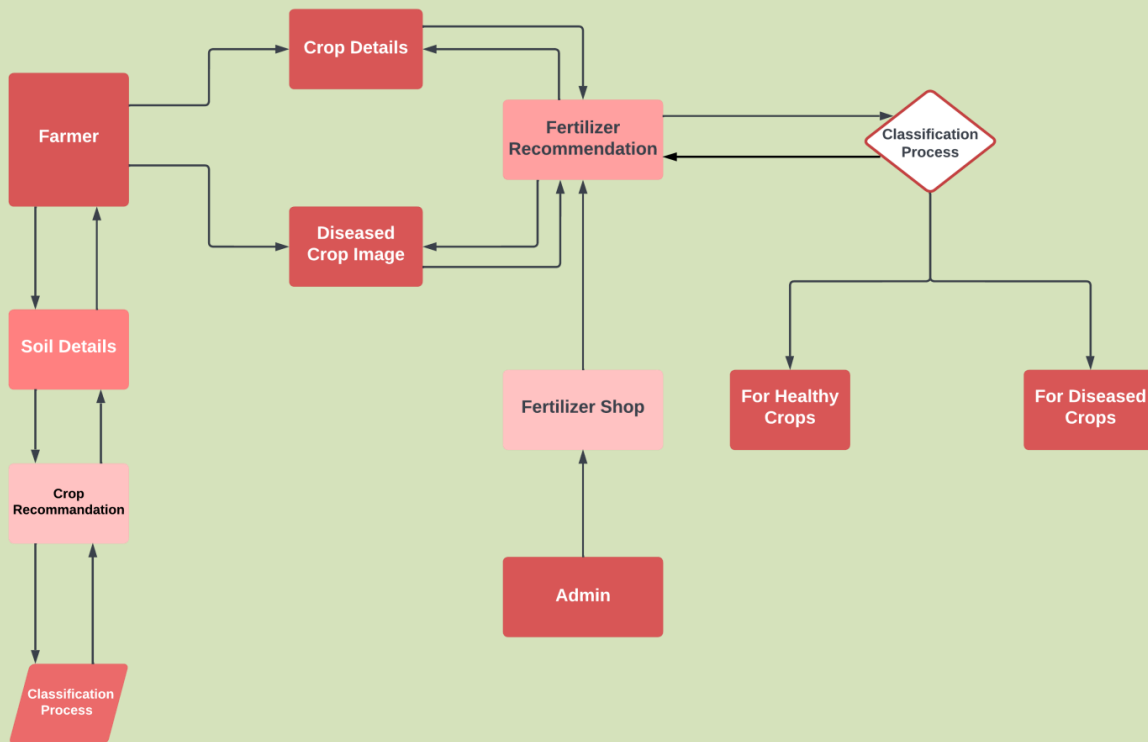 Crop Details
Farmer
Fertilizer
Recommendation
Classification
Process
Diseased
Crop Image
Soil Details
Fertilizer Shop
For Healthy
Crops
For Diseased
Crops
Crop
Recommandation
Admin
Classification
Process